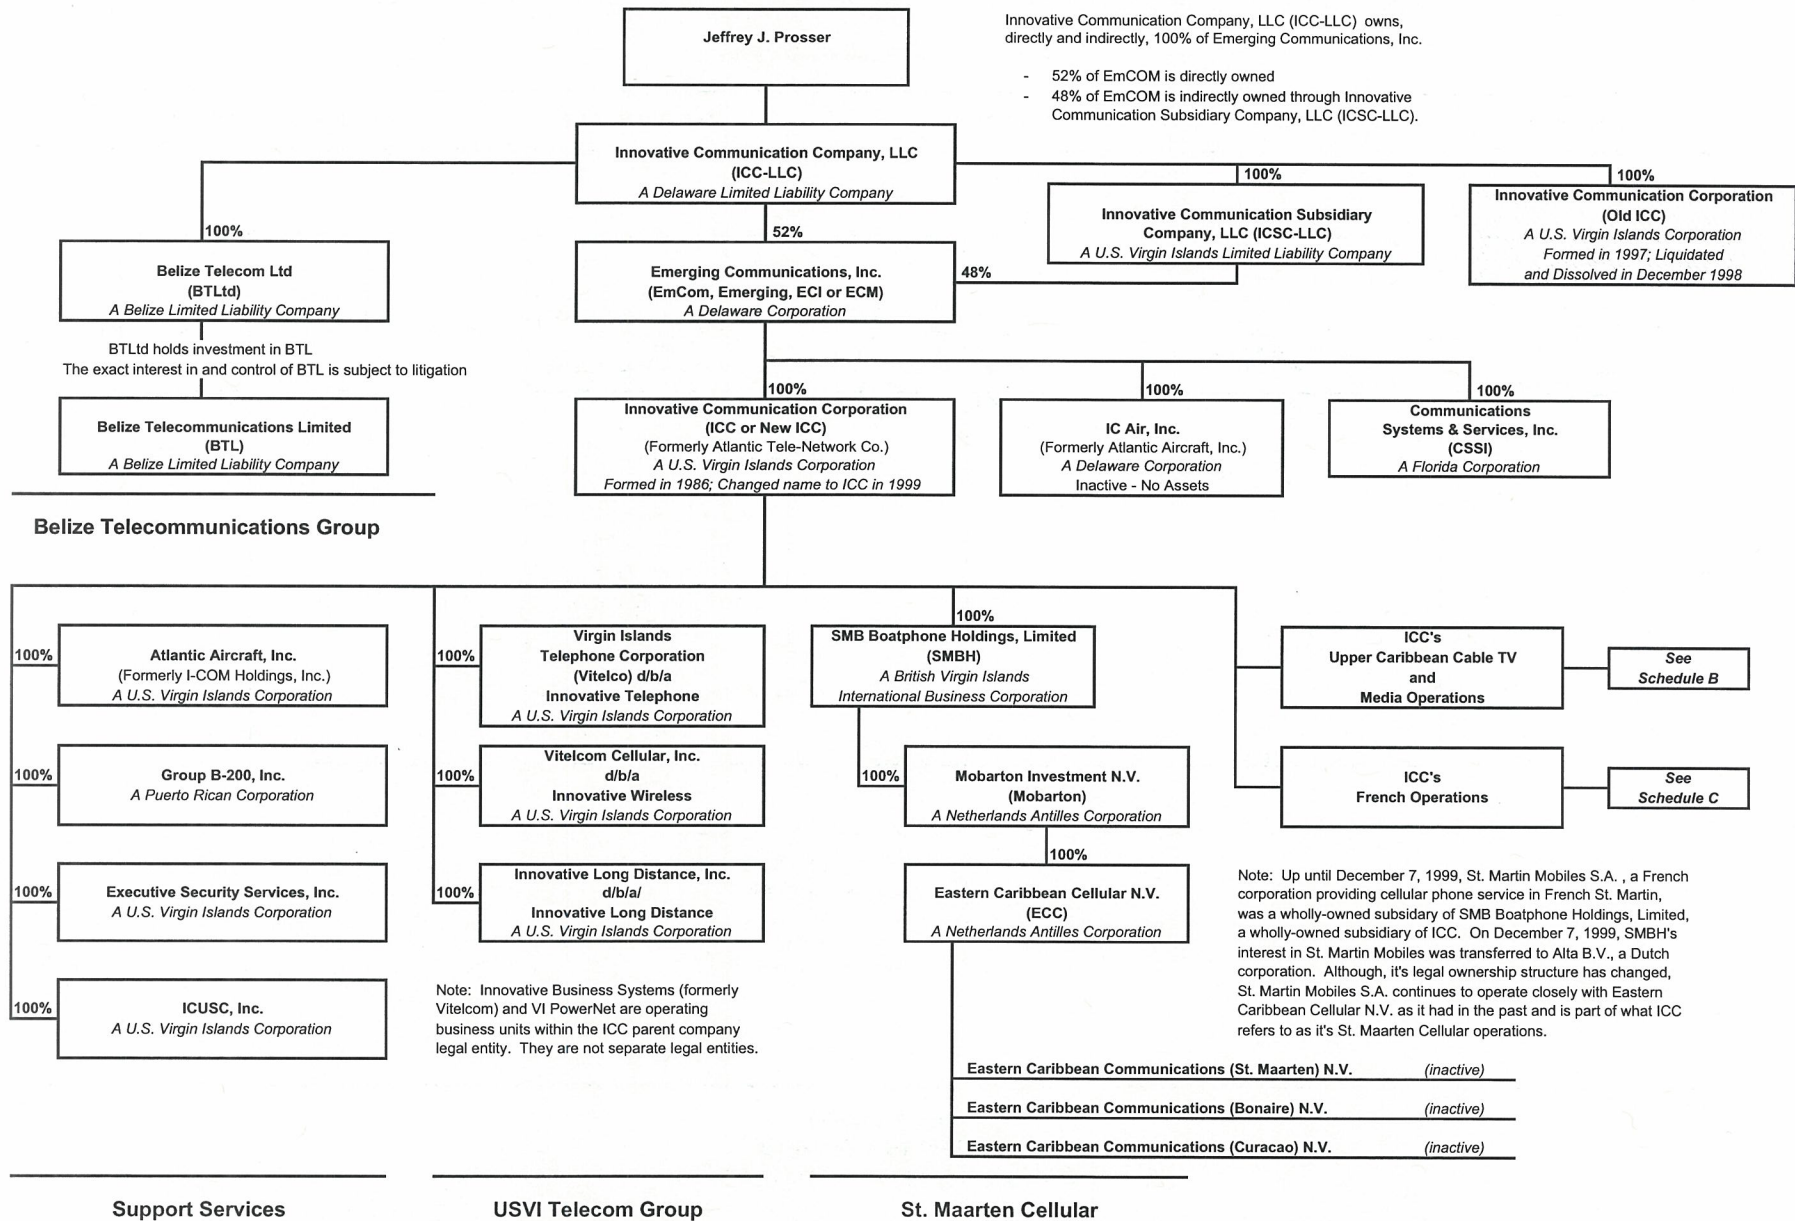 Jeffrey J. Prosser
Innovative Communication Company, LLC (ICC-LLC) owns,
directly and indirectly, 100% of Emerging Communications, Inc.
- 52% of EmCOM is directly owned
- 48% of EmCOM is indirectly owned through Innovative
Communication Subsidiary Company, LLC (ICSC-LLC).
Innovative Communication Company, LLC
(ICC-LLC)
A Delaware Limited Liability Company
100%
Belize Telecom Ltd
(BTLtd)
A Belize Limited Liability Company
52%
Emerging Communications, Inc.
(EmCom, Emerging, ECI or ECM)
A Delaware Corporation
48%
100%
Innovative Communication Subsidiary
Company, LLC (ICSC-LLC)
A U.S. Virgin Islands Limited Liability Company
100%
Innovative Communication Corporation
(Old ICC)
A U.S. Virgin Islands Corporation
Formed in 1997; Liquidated
and Dissolved in December 1998
BTLtd holds investment in BTL
The exact interest in and control of BTL is subject to litigation
Belize Telecommunications Limited
(BTL)
A Belize Limited Liability Company
Belize Telecommunications Group
100%
Innovative Communication Corporation
(ICC or New ICC)
(Formerly Atlantic Tele-Network Co.)
A U.S. Virgin Islands Corporation
Formed in 1986; Changed name to ICC in 1999
100%
IC Air, Inc.
(Formerly Atlantic Aircraft, Inc.)
A Delaware Corporation
Inactive - No Assets
100%
Communications
Systems & Services, Inc.
(CSSI)
A Florida Corporation
100%
Atlantic Aircraft, Inc.
(Formerly I-COM Holdings, Inc.)
A U.S. Virgin Islands Corporation
100%
Group B-200, Inc.
A Puerto Rican Corporation
100%
Executive Security Services, Inc.
A U.S. Virgin Islands Corporation
100%
ICUSC, Inc.
A U.S. Virgin Islands Corporation
Support Services
100%
Virgin Islands
Telephone Corporation
(Vitelco) d/b/a
Innovative Telephone
A U.S. Virgin Islands Corporation
100%
Vitelcom Cellular, Inc.
d/b/a
Innovative Wireless
A U.S. Virgin Islands Corporation
100%
Innovative Long Distance, Inc.
d/b/a/
Innovative Long Distance
A U.S. Virgin Islands Corporation
Note: Innovative Business Systems (formerly
Vitelcom) and VI PowerNet are operating
business units within the ICC parent company
legal entity. They are not separate legal entities.
USVI Telecom Group
100%
SMB Boatphone Holdings, Limited
(SMBH)
A British Virgin Islands
International Business Corporation
100%
Mobarton Investment N.V.
(Mobarton)
A Netherlands Antilles Corporation
100%
Eastern Caribbean Cellular N.V.
(ECC)
A Netherlands Antilles Corporation
Eastern Caribbean Communications (St. Maarten) N.V. (inactive)
Eastern Caribbean Communications (Bonaire) N.V. (inactive)
Eastern Caribbean Communications (Curacao) N.V. (inactive)
St. Maarten Cellular
ICC's
Upper Caribbean Cable TV
and
Media Operations
See
Schedule B
ICC's
French Operations
See
Schedule C
Note: Up until December 7, 1999, St. Martin Mobiles S.A. , a French
corporation providing cellular phone service in French St. Martin,
was a wholly-owned subsidary of SMB Boatphone Holdings, Limited,
a wholly-owned subsidary of ICC. On December 7, 1999, SMBH's
interest in St. Martin Mobiles was transferred to Alta B.V., a Dutch
corporation. Although, it's legal ownership structure has changed,
St. Martin Mobiles S.A. continues to operate closely with Eastern
Caribbean Cellular N.V. as it had in the past and is part of what ICC
refers to as it's St. Maarten Cellular operations.